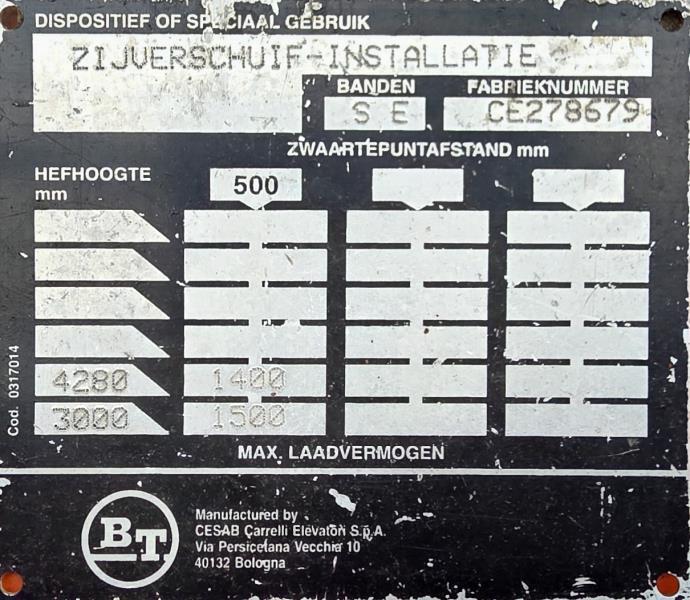 DISPOSITIEF OF SPECIAAL GEBRUIK
ZIJVERSCHUIF-INSTALLATIE
BANDEN FABRIEKNUMMER
S E CE278679
ZWAARTEPUNTAFSTAND mm
HEFHOOGTE
mm
500
4280 1400
3000 1500
Cod. 0317014
MAX. LAADVERMOGEN
BT
Manufactured by
CESAB Carrelli Elevatori S.p.A.
Via Persicetana Vecchia 10
40132 Bologna